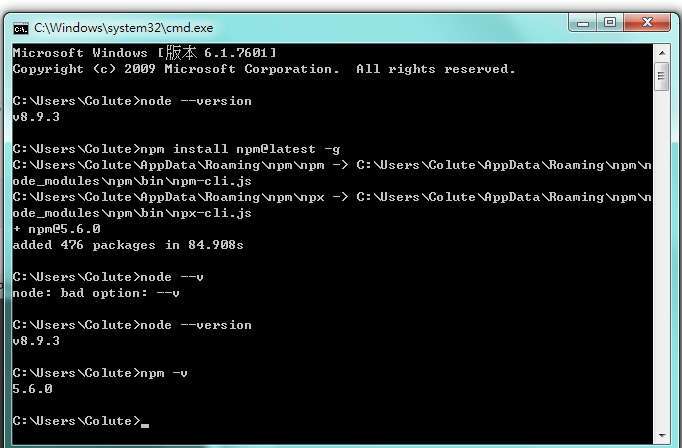 C:\Windows\system32\cmd.exe
Microsoft Windows [版本 6.1.7601]
Copyright (c) 2009 Microsoft Corporation.  All rights reserved.
C:\Users\Colute>node --version
v8.9.3
C:\Users\Colute>npm install npm@latest -g
C:\Users\Colute\AppData\Roaming\npm\npm -> C:\Users\Colute\AppData\Roaming\npm\n
ode_modules\npm\bin\npm-cli.js
C:\Users\Colute\AppData\Roaming\npm\npx -> C:\Users\Colute\AppData\Roaming\npm\n
ode_modules\npm\bin\npx-cli.js
+ npm@5.6.0
added 476 packages in 84.908s
C:\Users\Colute>node --v
node: bad option: --v
C:\Users\Colute>node --version
v8.9.3
C:\Users\Colute>npm -v
5.6.0
C:\Users\Colute>